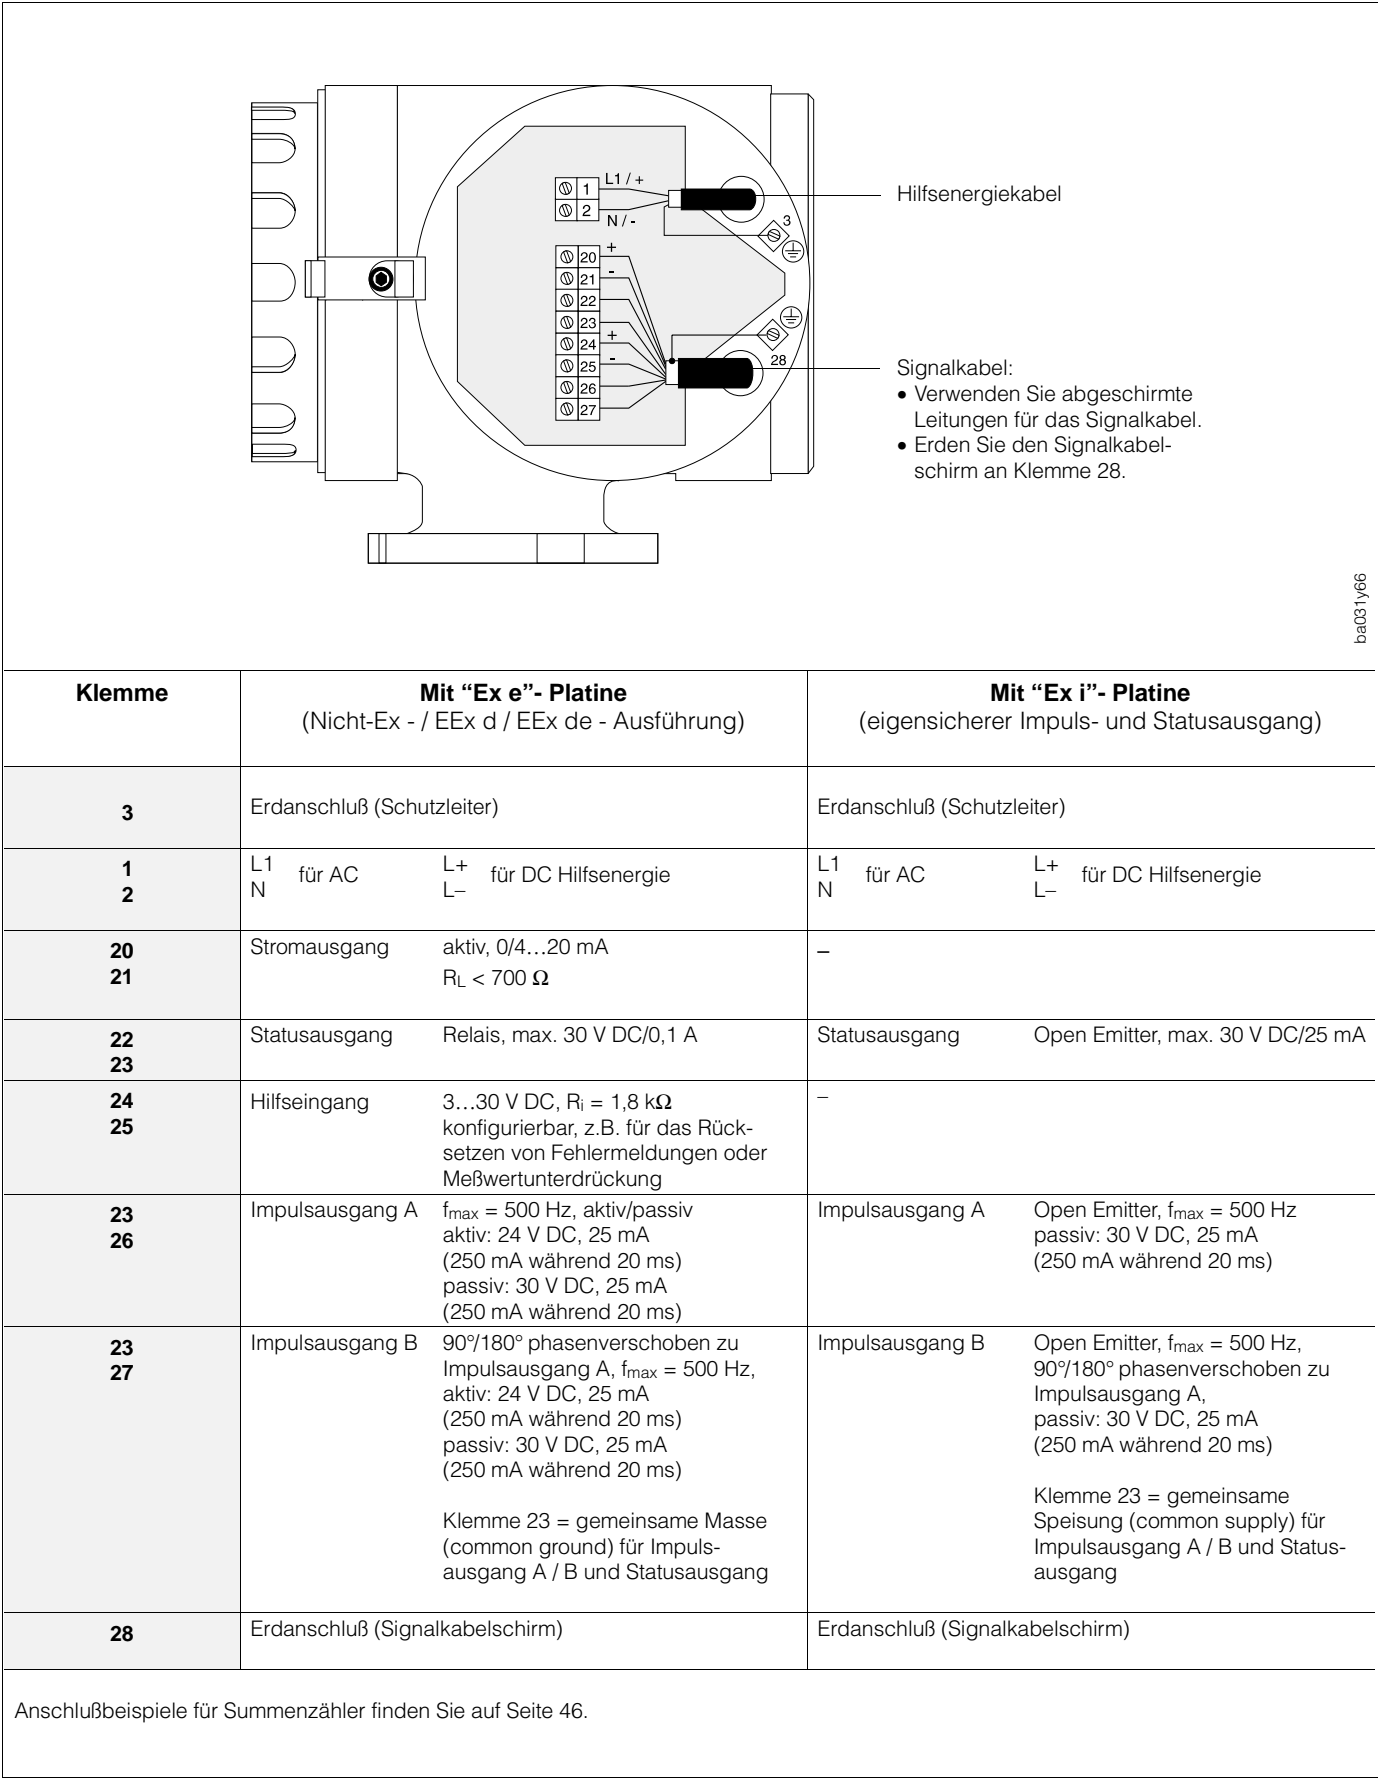 L1 / +
1
2
N / -
3
Hilfsenergiekabel
+
20
-
21
22
23
+
24
-
25
26
27
28
Signalkabel:
• Verwenden Sie abgeschirmte
Leitungen für das Signalkabel.
• Erden Sie den Signalkabel-
schirm an Klemme 28.
ba031y66
Klemme
Mit “Ex e”- Platine
(Nicht-Ex - / EEx d / EEx de - Ausführung)
Mit “Ex i”- Platine
(eigensicherer Impuls- und Statusausgang)
3
Erdanschluß (Schutzleiter)
Erdanschluß (Schutzleiter)
1
2
L1
N
für AC
L+
L–
für DC Hilfsenergie
L1
N
für AC
L+
L–
für DC Hilfsenergie
20
21
Stromausgang
aktiv, 0/4…20 mA
RL < 700 Ω
–
22
23
Statusausgang
Relais, max. 30 V DC/0,1 A
Statusausgang
Open Emitter, max. 30 V DC/25 mA
24
25
Hilfseingang
3…30 V DC, Ri = 1,8 kΩ
konfigurierbar, z.B. für das Rück-
setzen von Fehlermeldungen oder
Meßwertunterdrückung
–
23
26
Impulsausgang A
fmax = 500 Hz, aktiv/passiv
aktiv: 24 V DC, 25 mA
(250 mA während 20 ms)
passiv: 30 V DC, 25 mA
(250 mA während 20 ms)
Impulsausgang A
Open Emitter, fmax = 500 Hz
passiv: 30 V DC, 25 mA
(250 mA während 20 ms)
23
27
Impulsausgang B
90°/180° phasenverschoben zu
Impulsausgang A, fmax = 500 Hz,
aktiv: 24 V DC, 25 mA
(250 mA während 20 ms)
passiv: 30 V DC, 25 mA
(250 mA während 20 ms)
Klemme 23 = gemeinsame Masse
(common ground) für Impuls-
ausgang A / B und Statusausgang
Impulsausgang B
Open Emitter, fmax = 500 Hz,
90°/180° phasenverschoben zu
Impulsausgang A,
passiv: 30 V DC, 25 mA
(250 mA während 20 ms)
Klemme 23 = gemeinsame
Speisung (common supply) für
Impulsausgang A / B und Status-
ausgang
28
Erdanschluß (Signalkabelschirm)
Erdanschluß (Signalkabelschirm)
Anschlußbeispiele für Summenzähler finden Sie auf Seite 46.